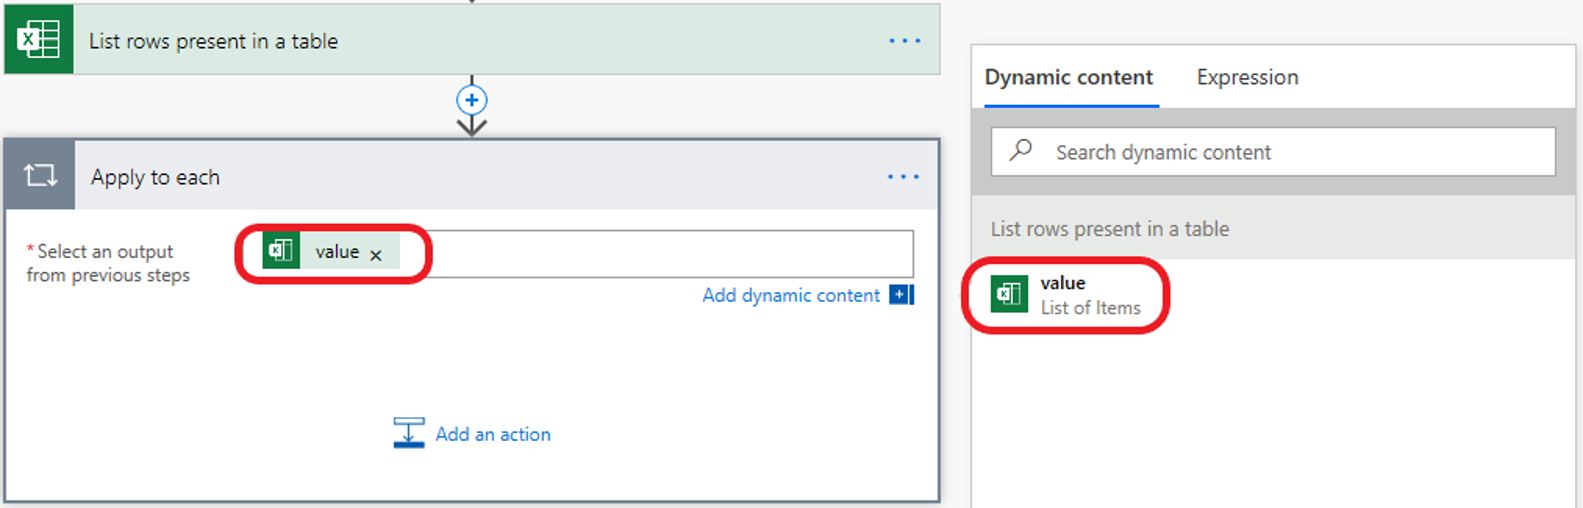 List rows present in a table
Dynamic content
Expression
Search dynamic content
Apply to each
List rows present in a table
* Select an output
from previous steps
value ×
Add dynamic content
value
List of Items
Add an action